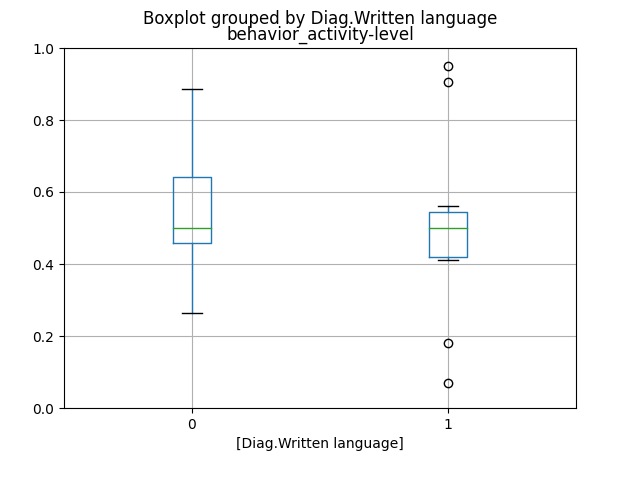 Boxplot grouped by Diag.Written language
behavior_activity-level
1.0
0.8
0.6
0.4
0.2
0.0
0 1
[Diag.Written language]